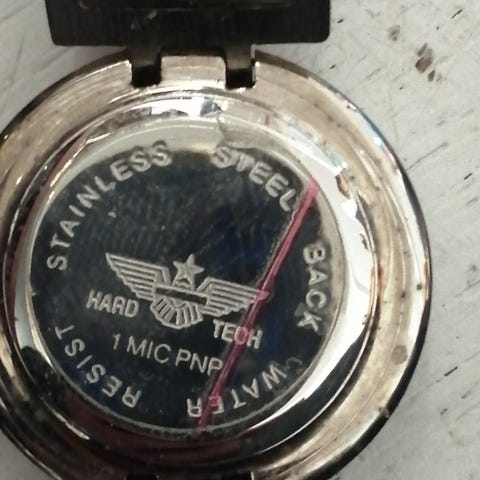 STAINLESS STEEL BACK
WATER RESIST
HARD TECH
1 MIC PNP